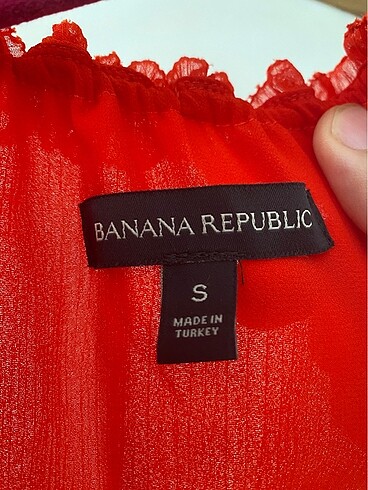 BANANA REPUBLIC
S
MADE IN
TURKEY